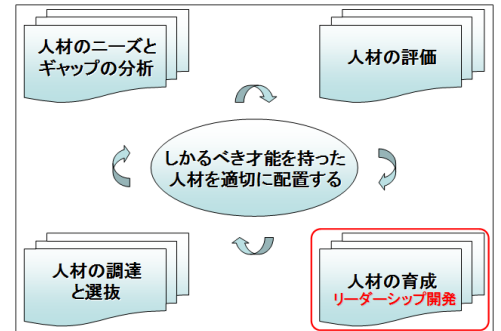 人材のニーズと
ギャップの分析
人材の評価
しかるべき才能を持った
人材を適切に配置する
人材の調達
と選抜
人材の育成
リーダーシップ開発